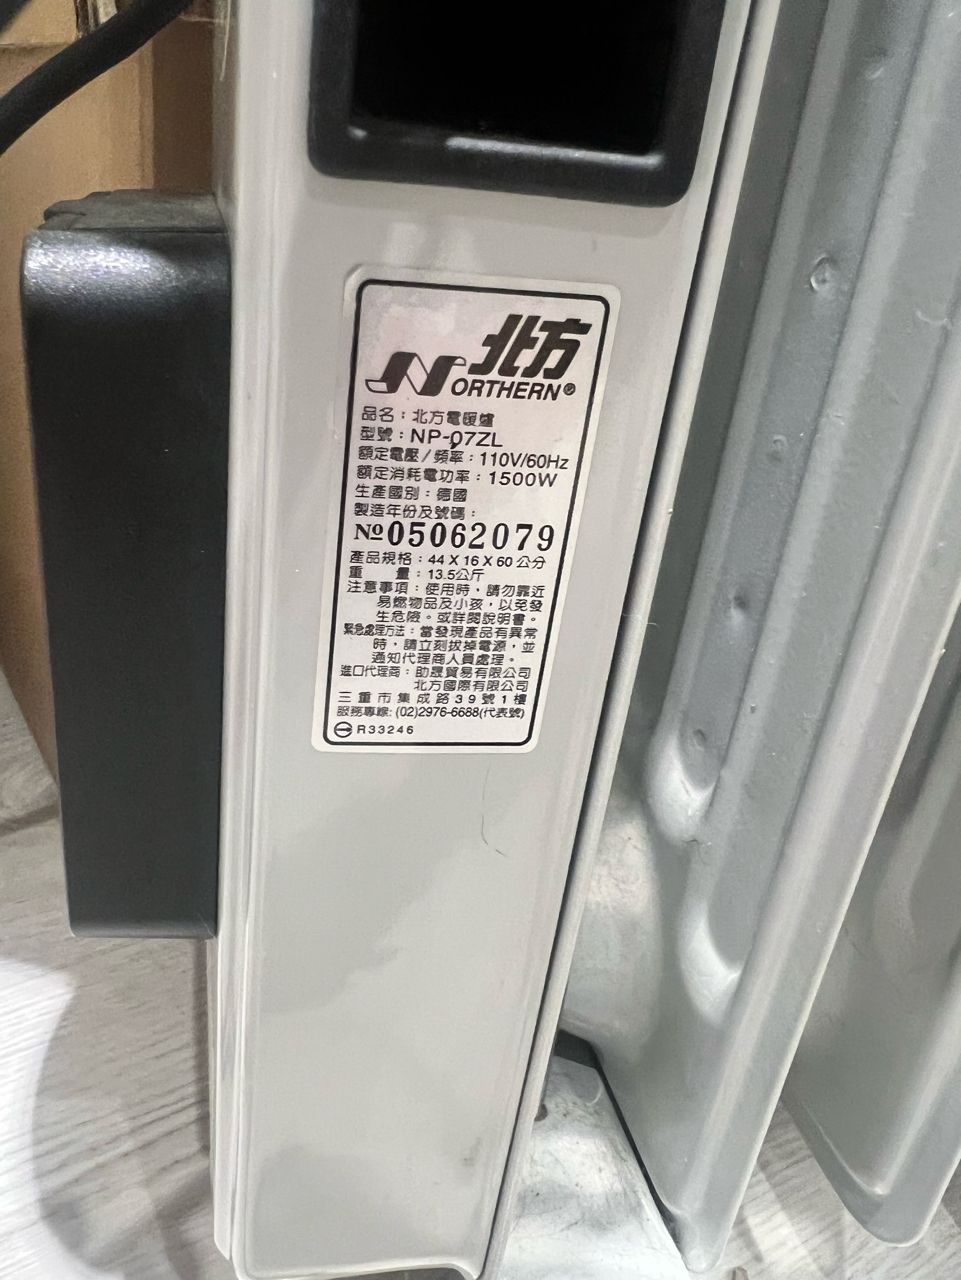 北方
NORTHERN®
品名：北方電暖爐
型號：NP-07ZL
額定電壓/頻率：110V/60Hz
額定消耗電功率：1500W
生產國別：德國
製造年份及號碼：
№05062079
產品規格：44 X 16 X 60 公分
重 量：13.5公斤
注意事項：使用時，請勿靠近
易燃物品及小孩，以免發
生危險。或詳閱說明書。
緊急處理方法：當發現產品有異常
時，請立刻拔掉電源，並
通知代理商人員處理。
進口代理商：助晟貿易有限公司
北方國際有限公司
三重市集成路39號1樓
服務專線: (02)2976-6688(代表號)
R33246